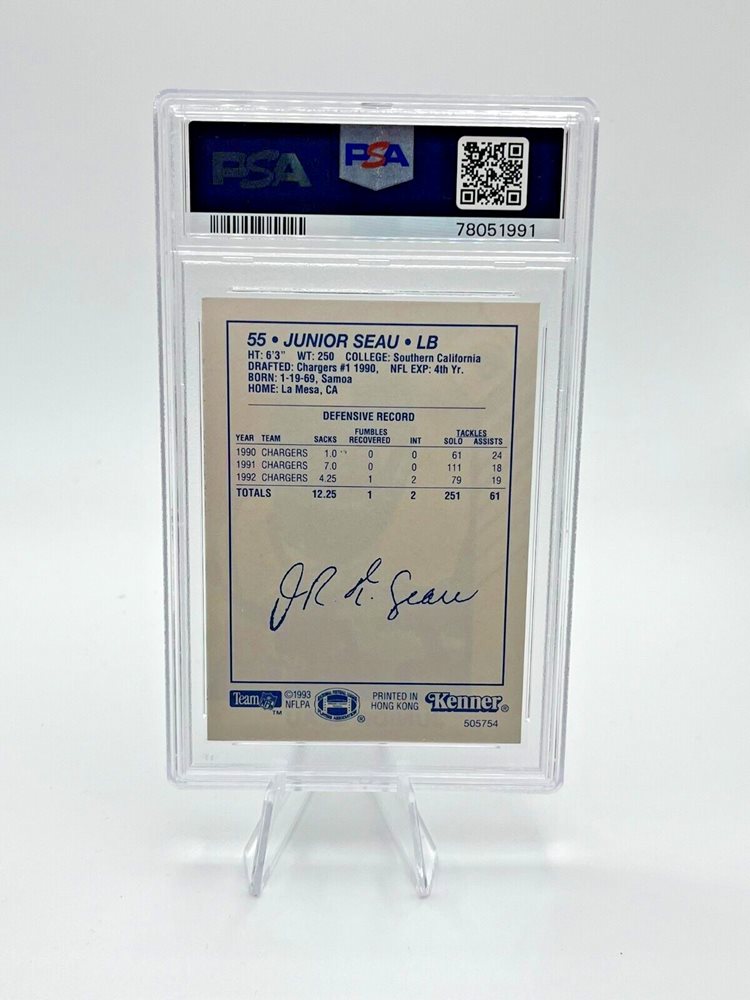 PSA PSA
78051991
55 • JUNIOR SEAU • LB
HT: 6'3" WT: 250 COLLEGE: Southern California
DRAFTED: Chargers #1 1990, NFL EXP: 4th Yr.
BORN: 1-19-69, Samoa
HOME: La Mesa, CA
DEFENSIVE RECORD
FUMBLES TACKLES
YEAR TEAM SACKS RECOVERED INT SOLO ASSISTS
1990 CHARGERS 1.0 0 0 61 24
1991 CHARGERS 7.0 0 0 111 18
1992 CHARGERS 4.25 1 2 79 19
TOTALS 12.25 1 2 251 61
JR. Seau
Team NFL TM ©1993 NFLPA ® PRINTED IN HONG KONG Kenner®
505754